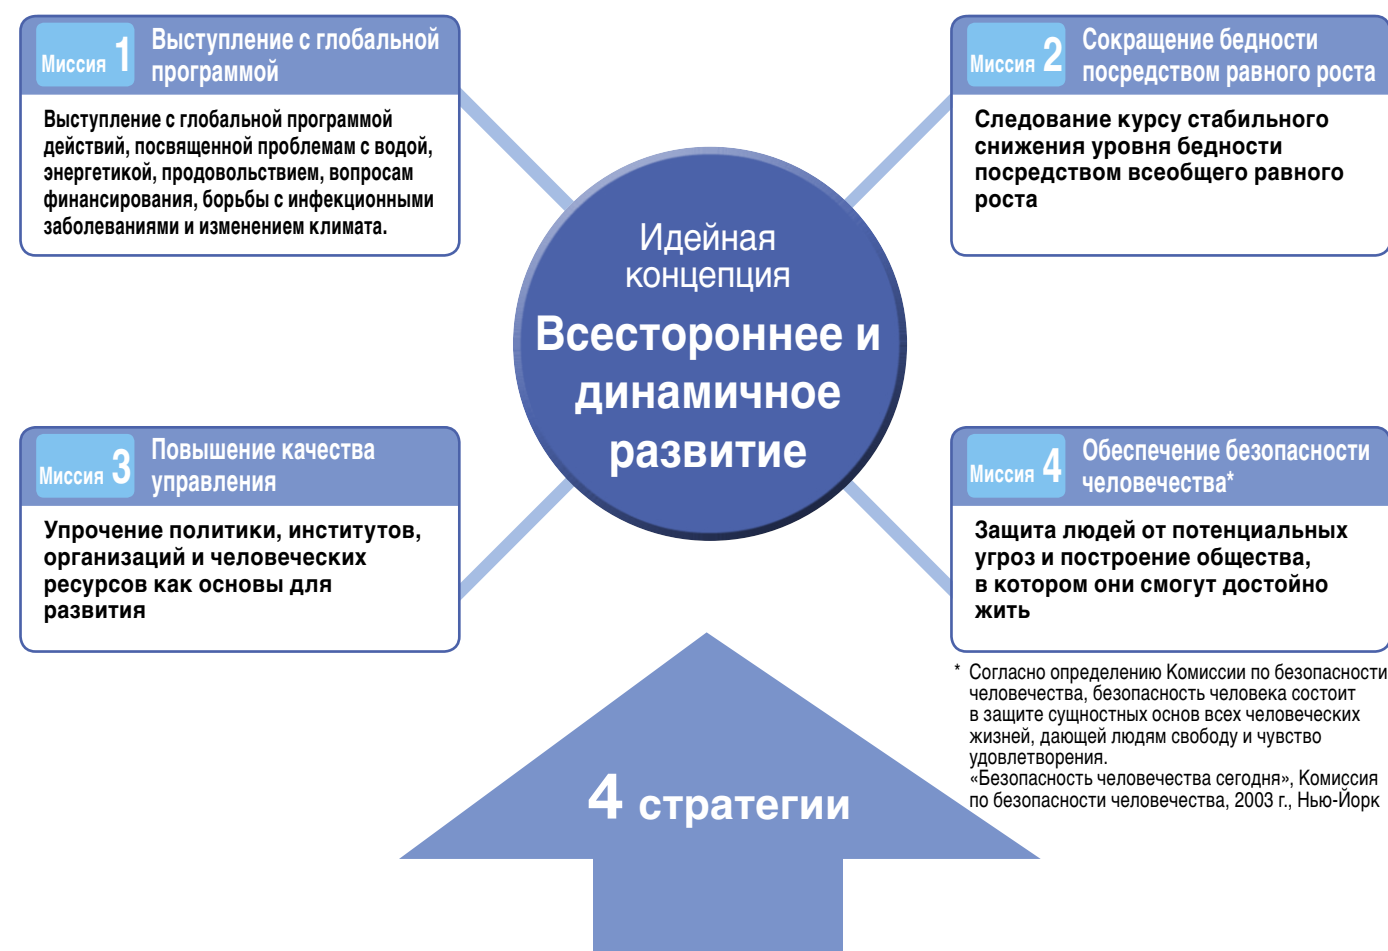 Миссия 1
Выступление с глобальной
программой
Выступление с глобальной программой
действий, посвященной проблемам с водой,
энергетикой, продовольствием, вопросам
финансирования, борьбы с инфекционными
заболеваниями и изменением климата.
Миссия 2
Сокращение бедности
посредством равного роста
Следование курсу стабильного
снижения уровня бедности
посредством всеобщего равного
роста
Идейная
концепция
Всестороннее и
динамичное
развитие
Миссия 3
Повышение качества
управления
Упрочение политики, институтов,
организаций и человеческих
ресурсов как основы для
развития
Миссия 4
Обеспечение безопасности
человечества*
Защита людей от потенциальных
угроз и построение общества,
в котором они смогут достойно
жить
* Согласно определению Комиссии по безопасности
человечества, безопасность человека состоит
в защите сущностных основ всех человеческих
жизней, дающей людям свободу и чувство
удовлетворения.
«Безопасность человечества сегодня», Комиссия
по безопасности человечества, 2003 г., Нью-Йорк
4 стратегии